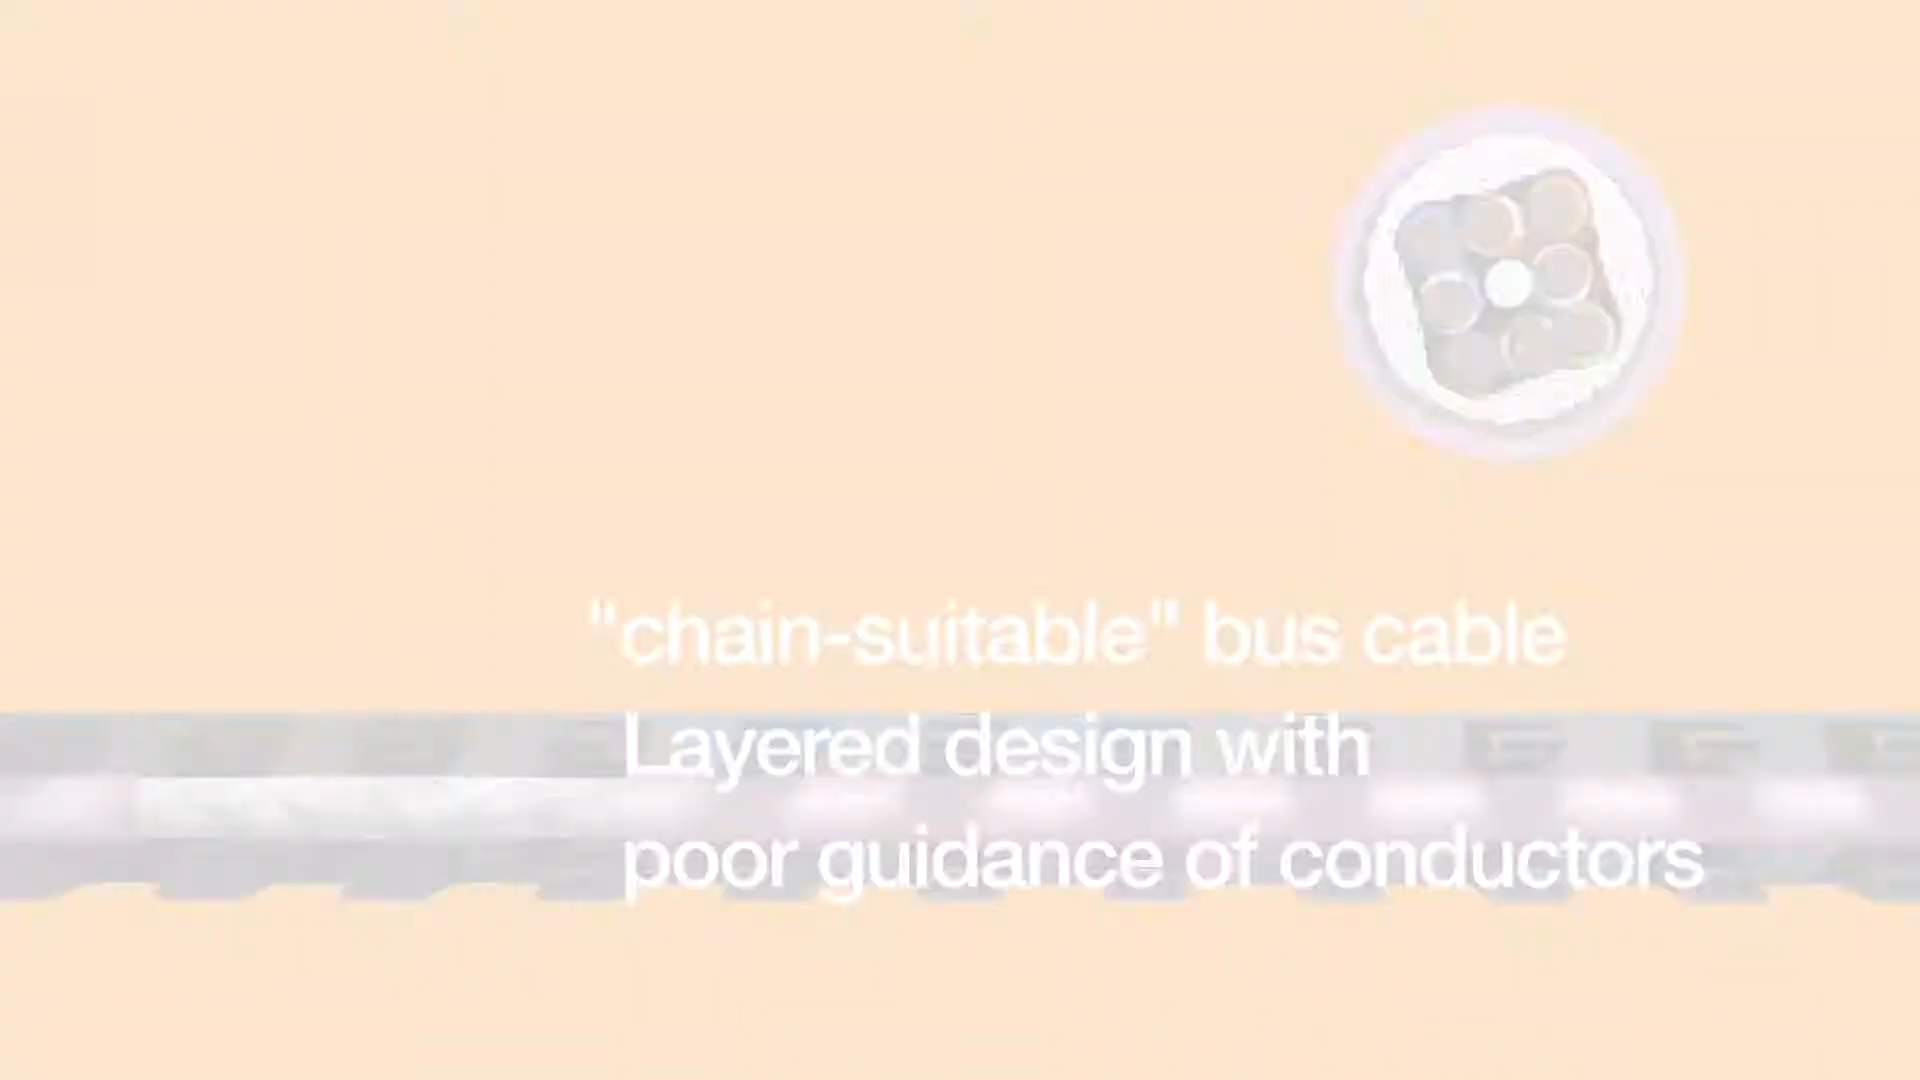 "chain-suitable" bus cable
Layered design with
poor guidance of conductors